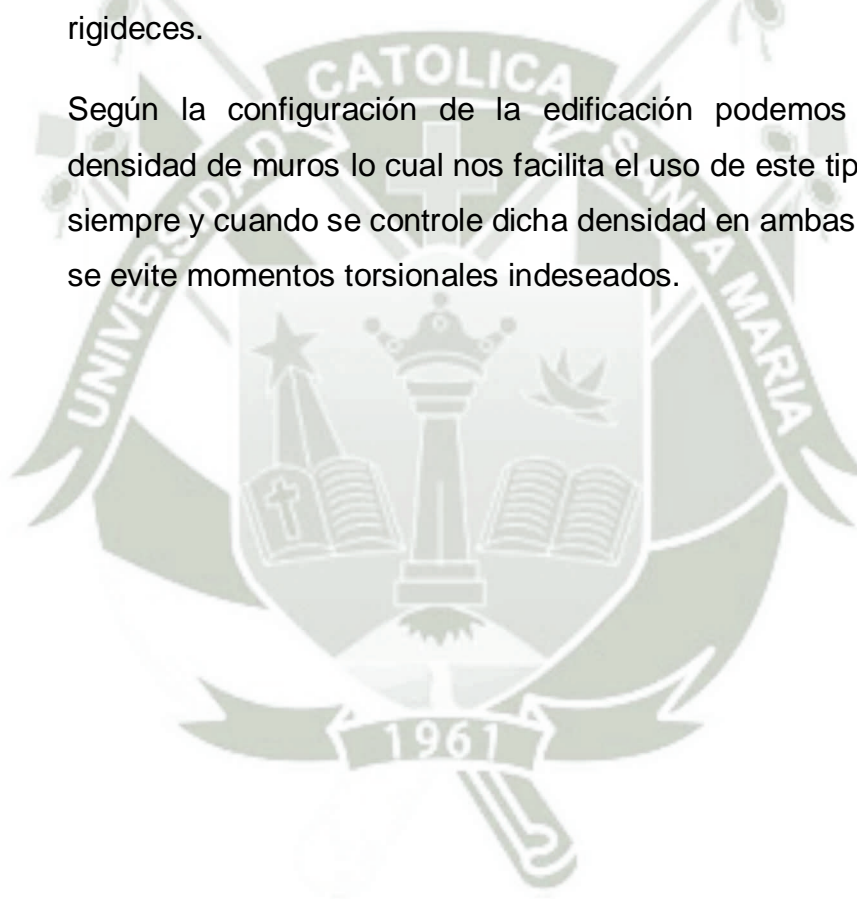 rigideces.
CATOLICA
UNIVERSIDAD
SANTA MARIA
Según la configuración de la edificación podemos
densidad de muros lo cual nos facilita el uso de este
siempre y cuando se controle dicha densidad en ambas
se evite momentos torsionales indeseados.
1961